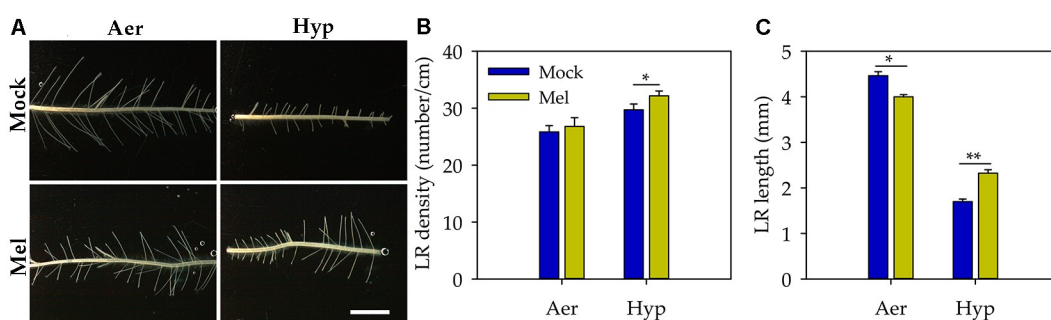 A
Aer
Hyp
Mock
Mel
B
LR density (number/cm)
40
30
20
10
0
Mock
Mel
*
Aer
Hyp
C
LR length (mm)
5
4
3
2
1
0
*
**
Aer
Hyp